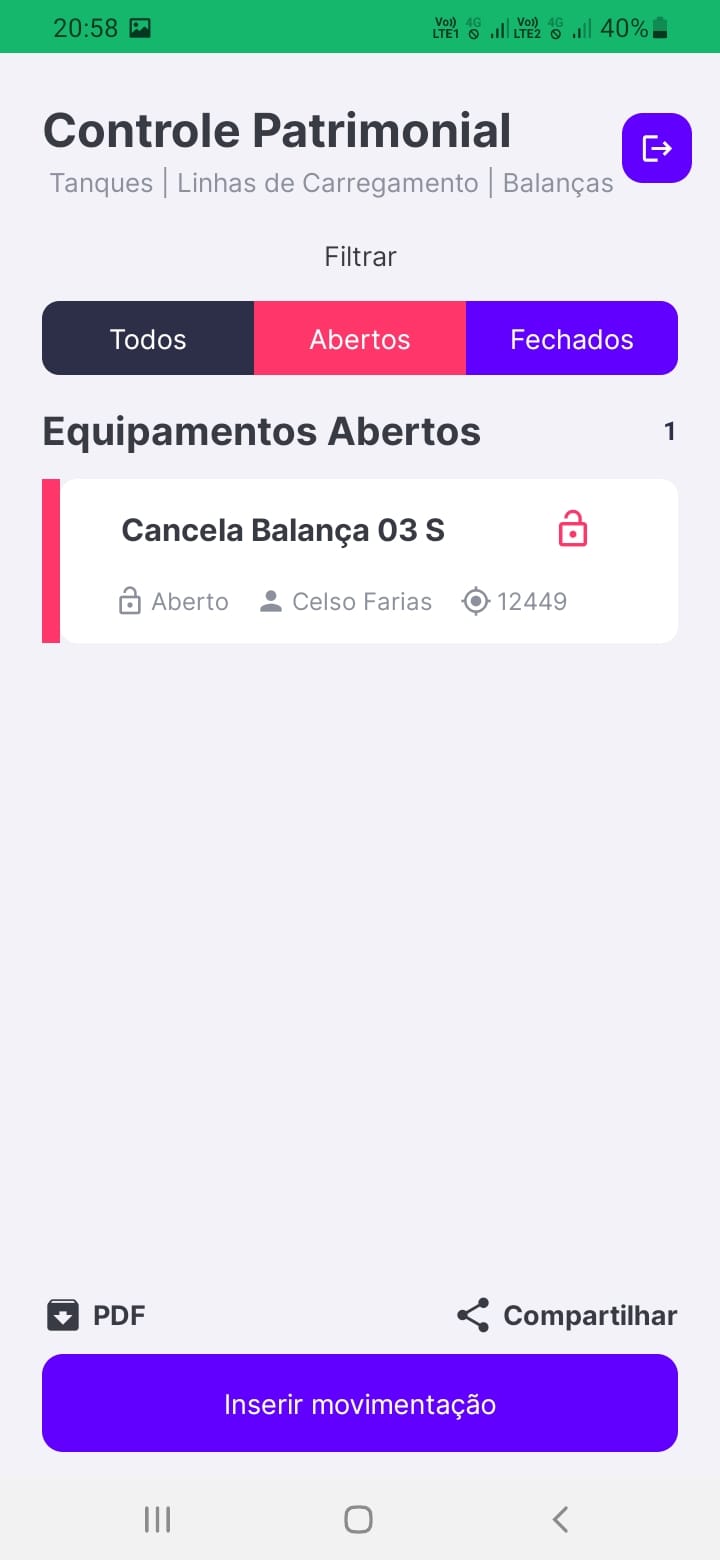 20:58 Vo)) LTE1 4G Vo)) LTE2 4G 40%
Controle Patrimonial
Tanques | Linhas de Carregamento | Balanças
Filtrar
Todos Abertos Fechados
Equipamentos Abertos 1
Cancela Balança 03 S
Aberto Celso Farias 12449
PDF Compartilhar
Inserir movimentação